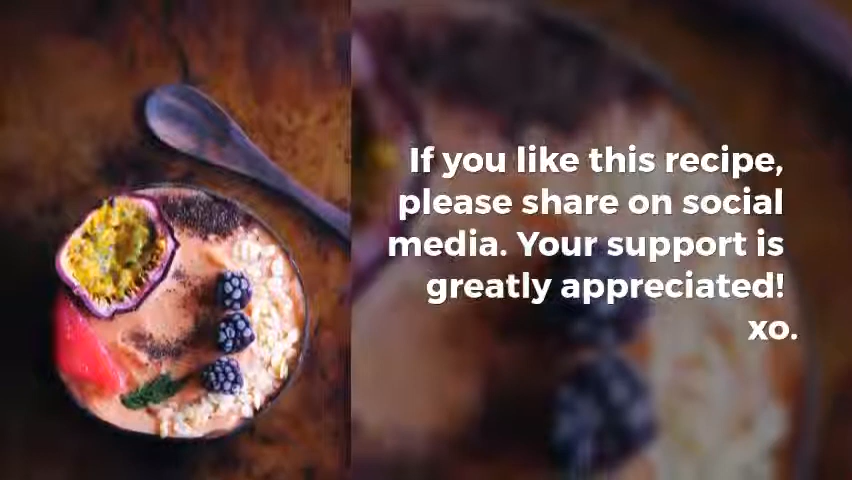 If you like this recipe,
please share on social
media. Your support is
greatly appreciated!
xo.